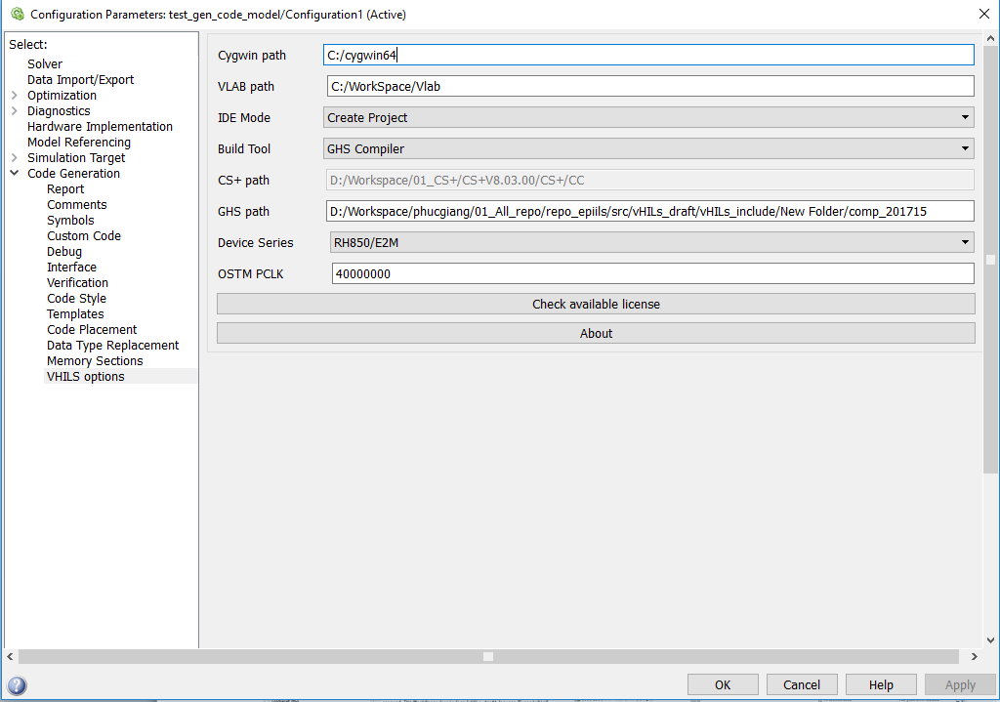 Configuration Parameters: test_gen_code_model/Configuration1 (Active)
Select:
Solver
Data Import/Export
Optimization
Diagnostics
Hardware Implementation
Model Referencing
Simulation Target
Code Generation
Report
Comments
Symbols
Custom Code
Debug
Interface
Verification
Code Style
Templates
Code Placement
Data Type Replacement
Memory Sections
VHILS options
Cygwin path C:/cygwin64
VLAB path C:/WorkSpace/Vlab
IDE Mode Create Project
Build Tool GHS Compiler
CS+ path D:/Workspace/01_CS+/CS+V8.03.00/CS+/CC
GHS path D:/Workspace/phucgiang/01_All_repo/repo_epiils/src/vHILs_draft/vHILs_include/New Folder/comp_201715
Device Series RH850/E2M
OSTM PCLK 40000000
Check available license
About
OK Cancel Help Apply